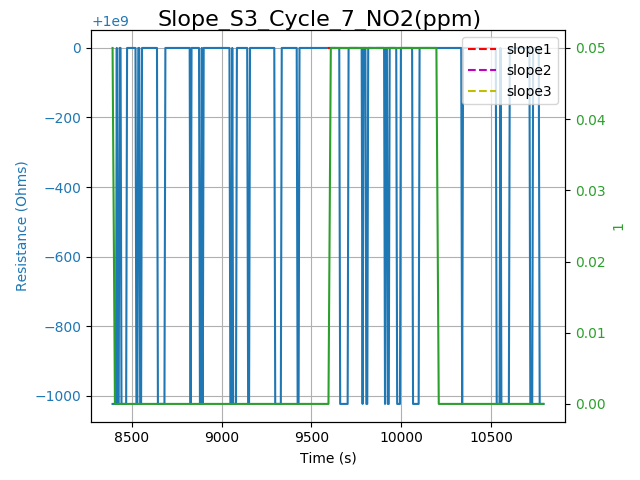 Slope_S3_Cycle_7_NO2(ppm)
+1e9
0
−200
−400
−600
−800
−1000
Resistance (Ohms)
slope1
slope2
slope3
0.05
0.04
0.03
0.02
0.01
0.00
1
8500
9000
9500
10000
10500
Time (s)